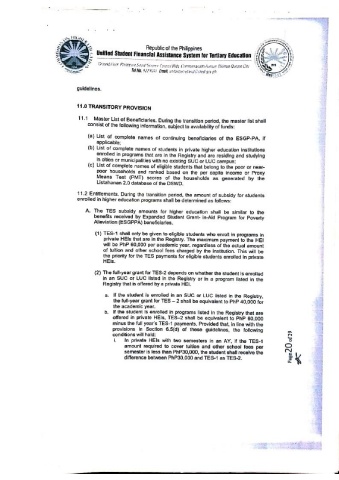 Republic of the Philippines
Unified Student Financial Assistance System for Tertiary Education
guidelines.
11.0 TRANSITORY PROVISION
11.1 Master List of Beneficiaries. During the transition period, the master list shall
consist of the following information, subject to availability of funds:
(a) List of complete names of continuing beneficiaries of the ESGP-PA, if
applicable;
(b) List of complete names of students in private higher education institutions
enrolled in programs that are in the Registry and are residing and studying
in cities or municipalities with no existing SUC or LUC campus;
(c) List of complete names of eligible students that belong to the poor or near-
poor households and ranked based on the per capita income or Proxy
Means Test (PMT) scores of the households as generated by the
Listahanan 2.0 database of the DSWD.
11.2 Entitlements. During the transition period, the amount of subsidy for students
enrolled in higher education programs shall be determined as follows:
A. The TES subsidy amounts for higher education shall be similar to the
benefits received by Expanded Student Grant- in-Aid Program for Poverty
Alleviation (ESGPPA) beneficiaries.
(1) TES-1 shall only be given to eligible students who enroll in programs in
private HEIs that are in the Registry. The maximum payment to the HEI
will be PhP 60,000 per academic year, regardless of the actual amount
of tuition and other school fees charged by the institution. This will be
the priority for the TES payments for eligible students enrolled in private
HEIs.
(2) The full-year grant for TES-2 depends on whether the student is enrolled
in an SUC or LUC listed in the Registry or in a program listed in the
Registry that is offered by a private HEI.
a. If the student is enrolled in an SUC or LUC listed in the Registry,
the full-year grant for TES – 2 shall be equivalent to PhP 40,000 for
the academic year.
b. If the student is enrolled in programs listed in the Registry that are
offered in private HEIs, TES–2 shall be equivalent to PhP 60,000
minus the full year's TES-1 payments. Provided that, in line with the
provisions in Section 6.5(d) of these guidelines, the following
conditions will hold:
i. In private HEIs with two semesters in an AY, if the TES-1
amount required to cover tuition and other school fees per
semester is less than PhP30,000, the student shall receive the
difference between PhP30,000 and TES-1 as TES-2.
Page 20 of 29